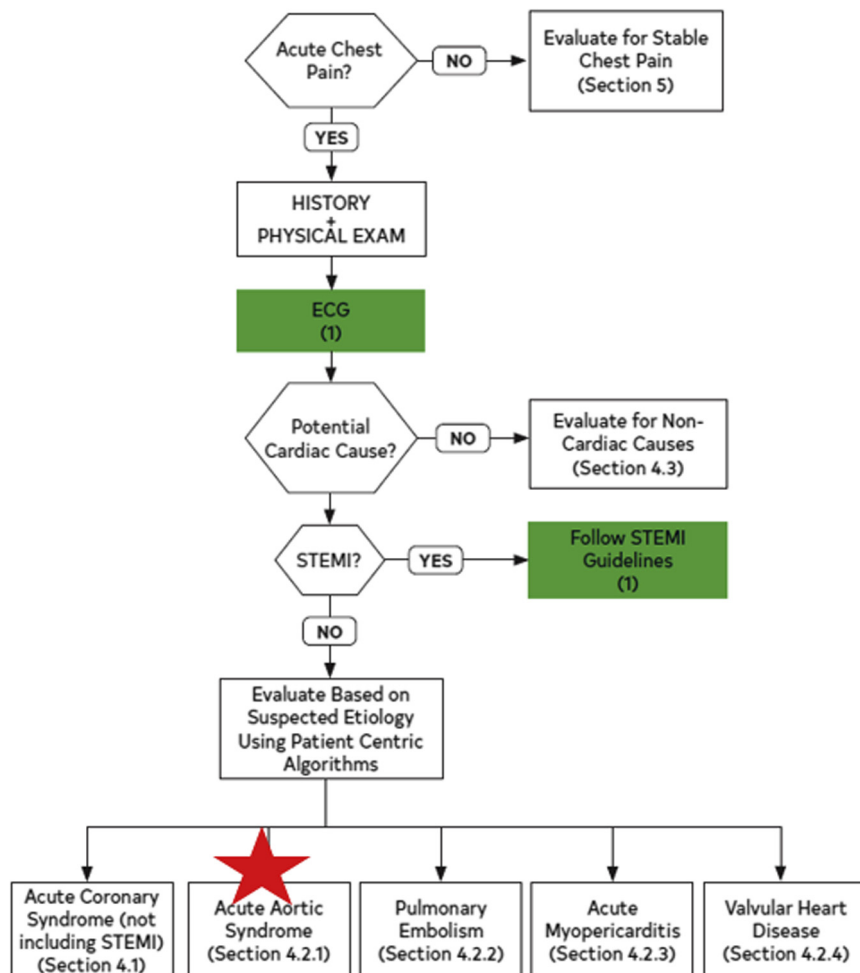 Acute Chest
Pain?
NO
Evaluate for Stable
Chest Pain
(Section 5)
YES
HISTORY
+
PHYSICAL EXAM
ECG
(1)
Potential
Cardiac Cause?
NO
Evaluate for Non-
Cardiac Causes
(Section 4.3)
STEMI?
YES
Follow STEMI
Guidelines
(1)
NO
Evaluate Based on
Suspected Etiology
Using Patient Centric
Algorithms
Acute Coronary
Syndrome (not
including STEMI)
(Section 4.1)
Acute Aortic
Syndrome
(Section 4.2.1)
Pulmonary
Embolism
(Section 4.2.2)
Acute
Myopericarditis
(Section 4.2.3)
Valvular Heart
Disease
(Section 4.2.4)